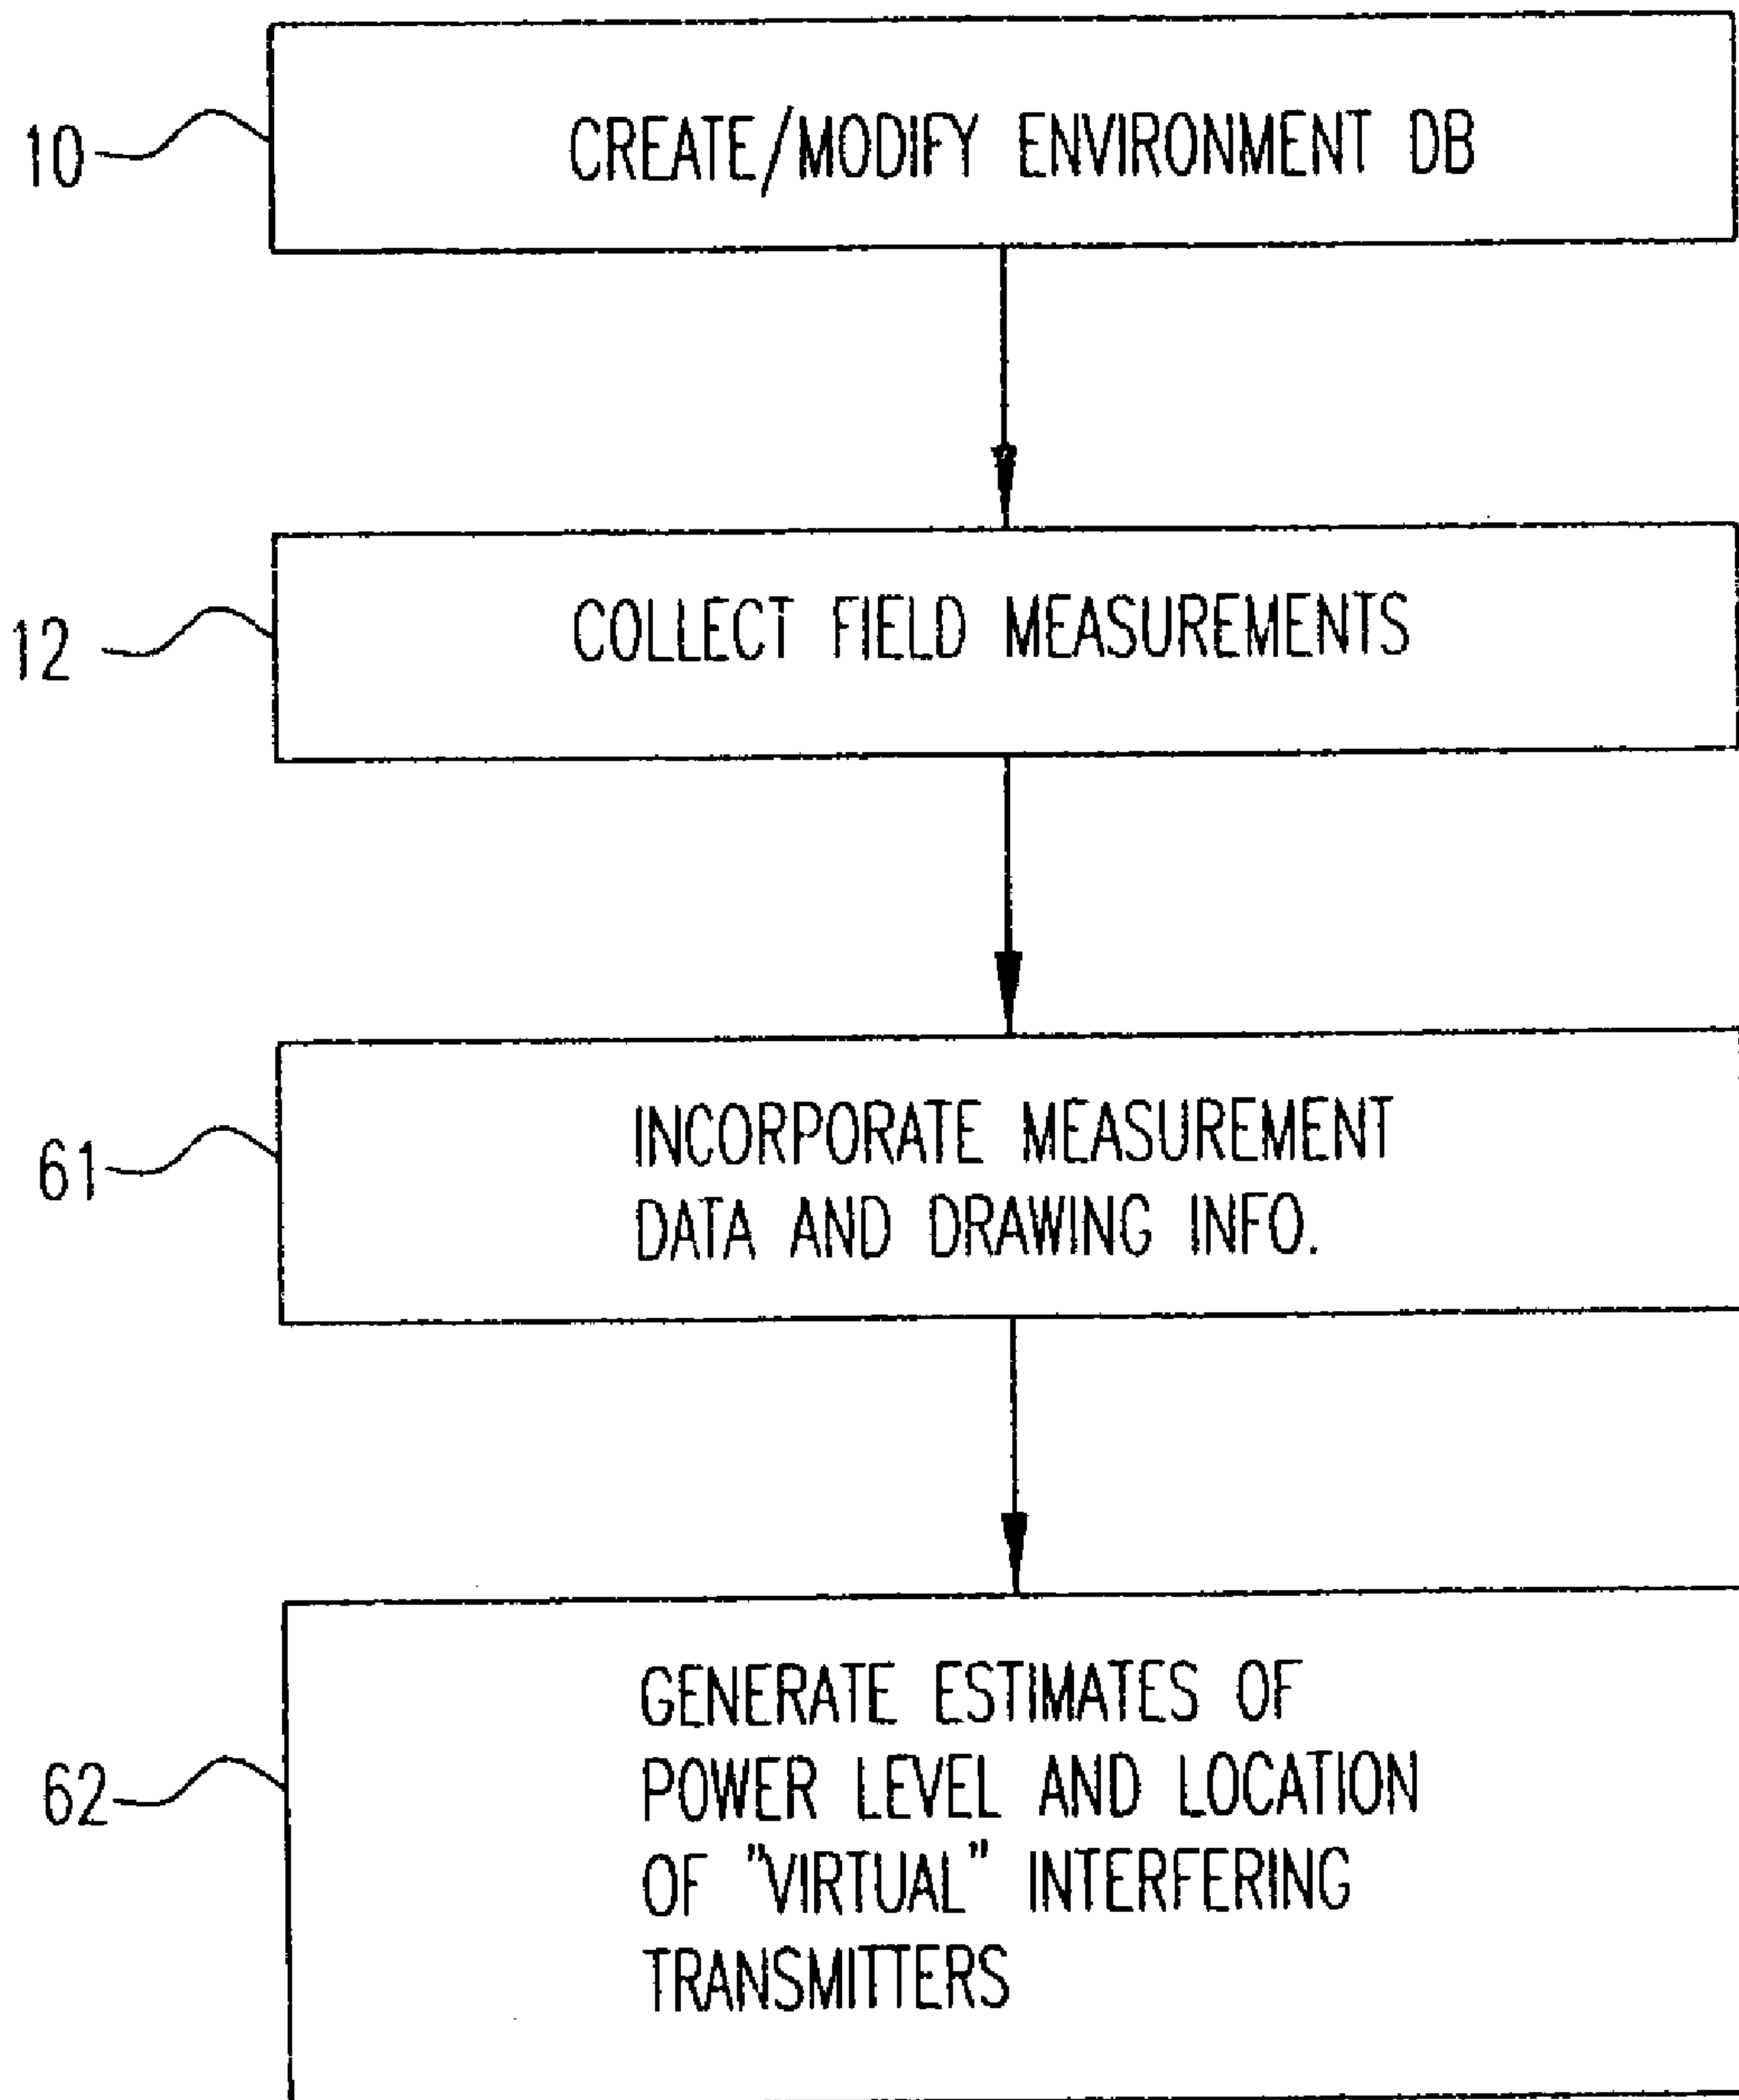 10
CREATE/MODIFY ENVIRONMENT DB
12
COLLECT FIELD MEASUREMENTS
61
INCORPORATE MEASUREMENT
DATA AND DRAWING INFO.
62
GENERATE ESTIMATES OF
POWER LEVEL AND LOCATION
OF "VIRTUAL" INTERFERING
TRANSMITTERS